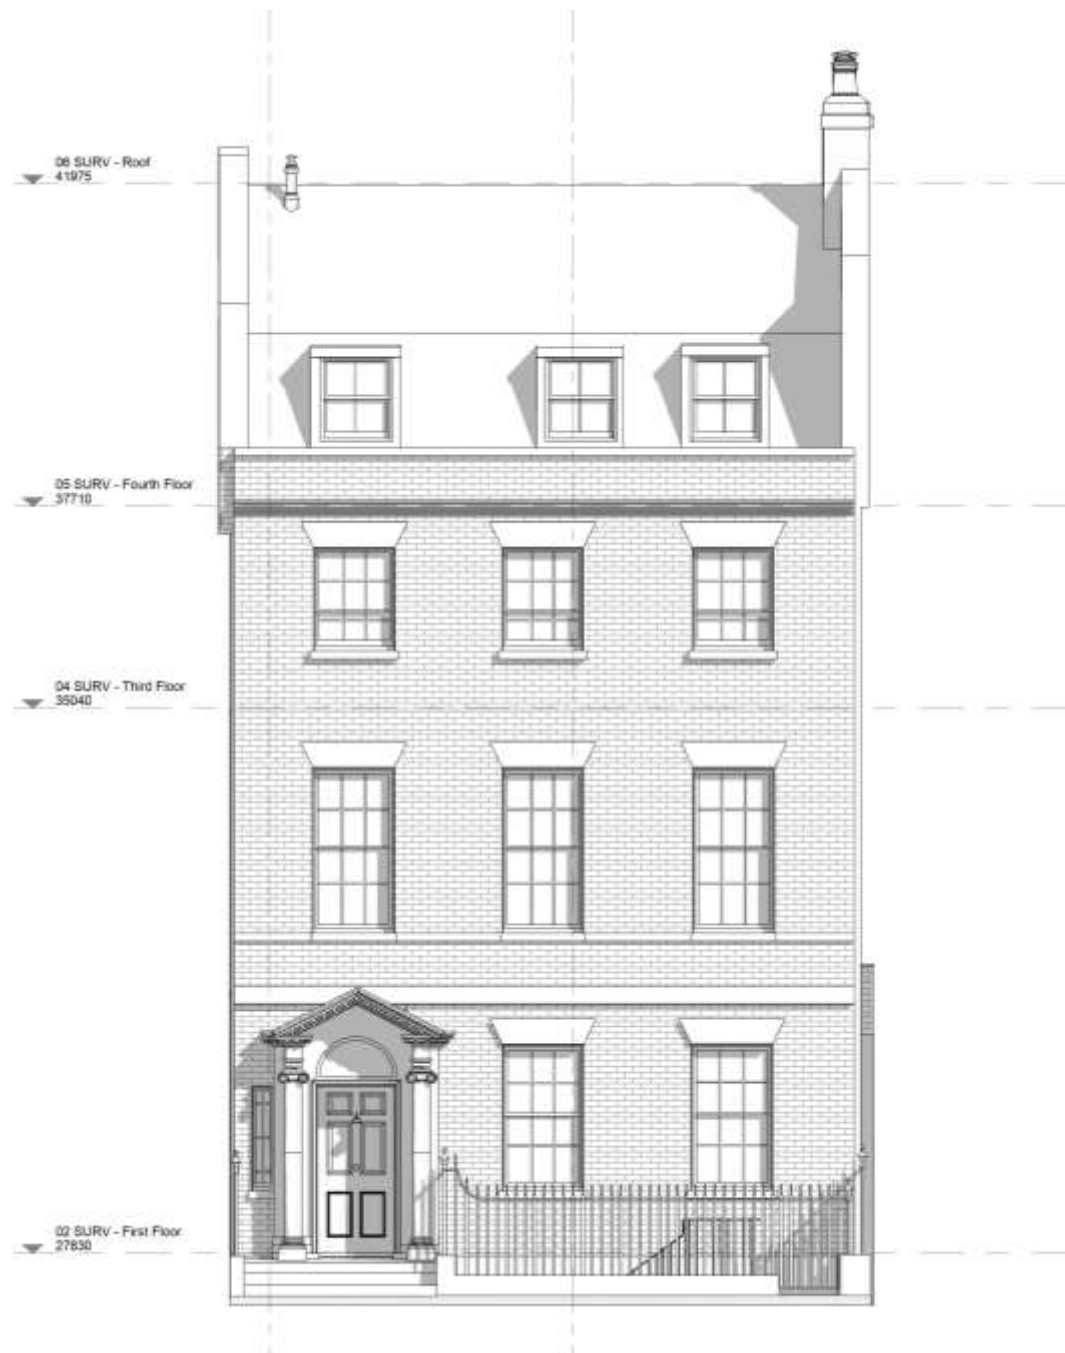 06 SURV - Roof
41975
05 SURV - Fourth Floor
37710
04 SURV - Third Floor
35040
02 SURV - First Floor
27830